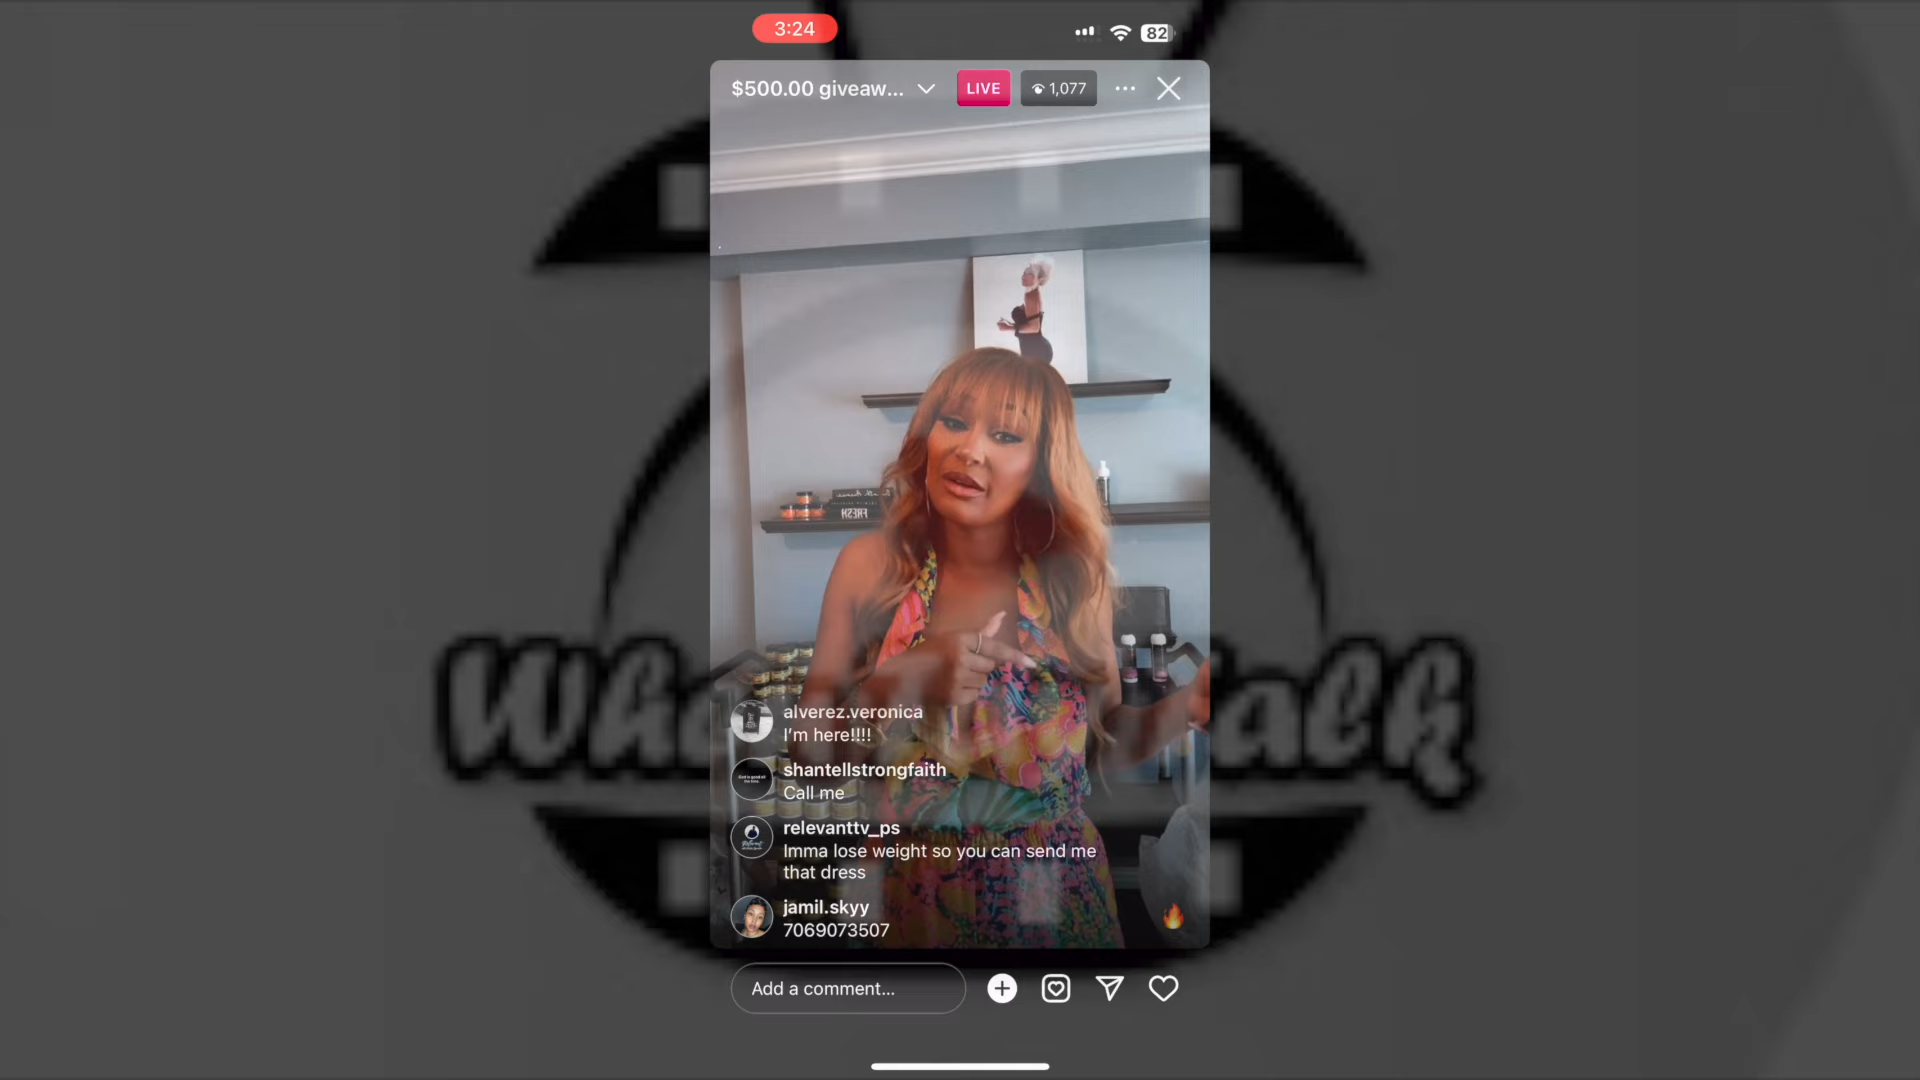 3:24
82
$500.00 giveaw...
LIVE
1,077
FRESH
alverez.veronica
I'm here!!!!
shantellstrongfaith
Call me
relevanttv_ps
Imma lose weight so you can send me
that dress
jamil.skyy
7069073507
Add a comment...